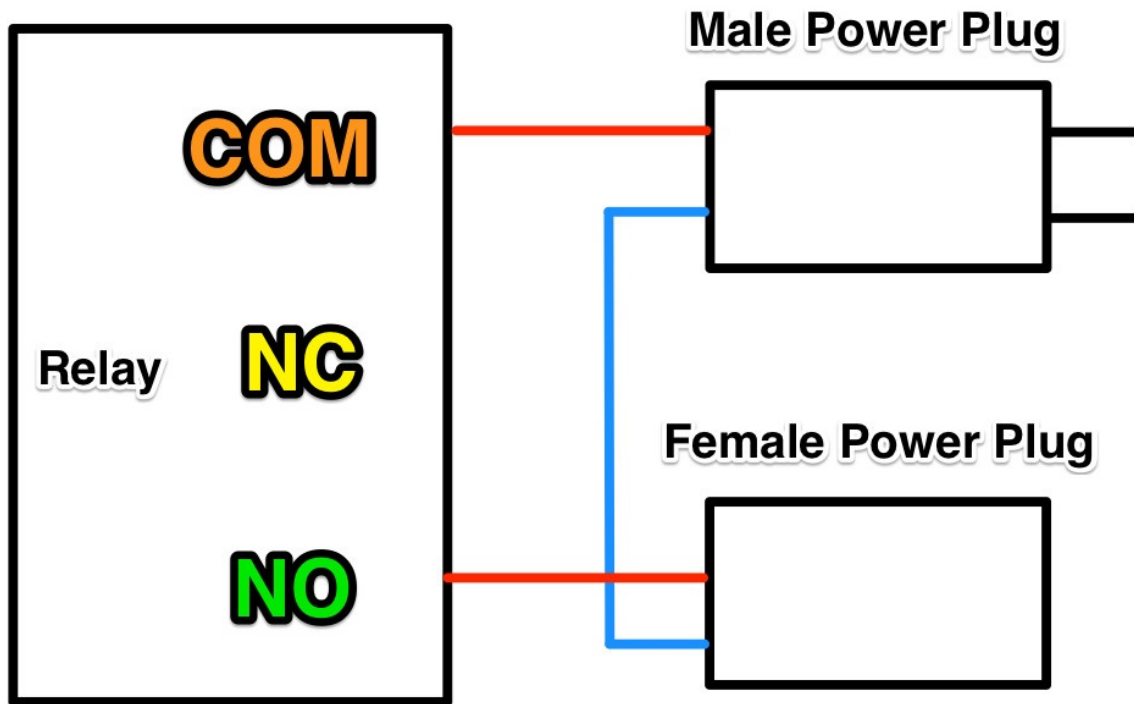 Male Power Plug
COM
Relay
NC
Female Power Plug
NO